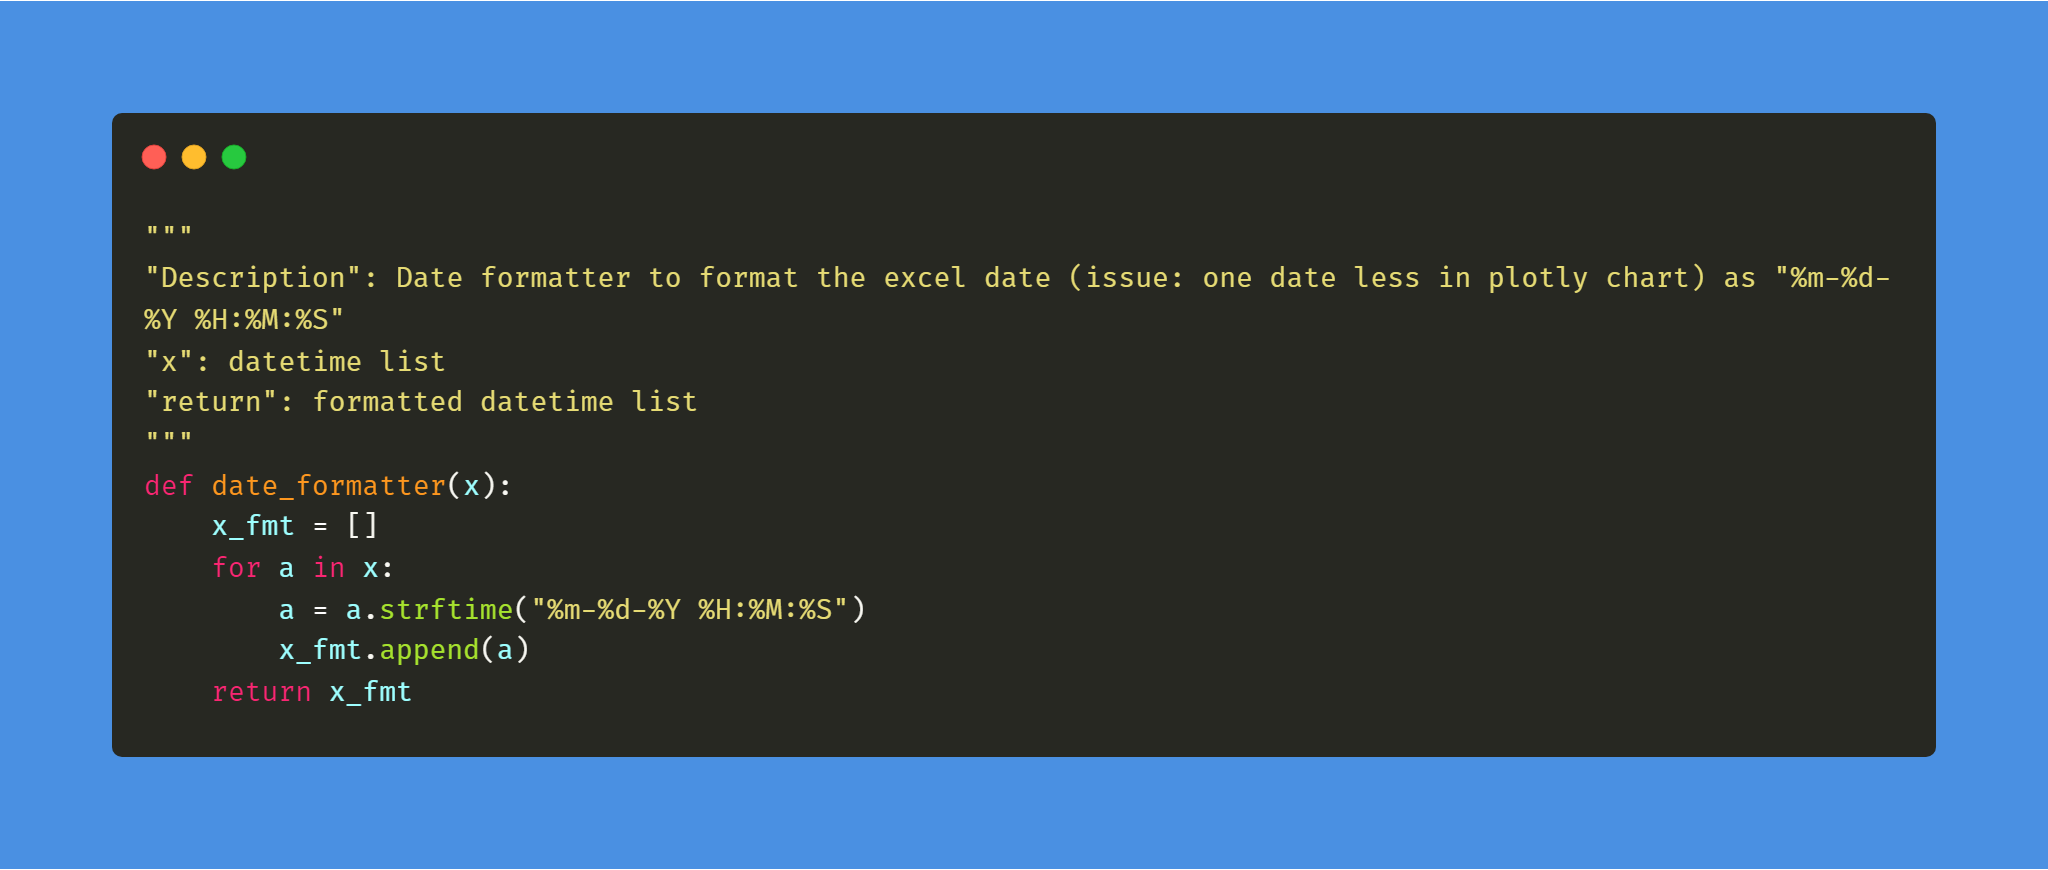 """
"Description": Date formatter to format the excel date (issue: one date less in plotly chart) as "%m-%d-
%Y %H:%M:%S"
"x": datetime list
"return": formatted datetime list
"""
def date_formatter(x):
    x_fmt = []
    for a in x:
        a = a.strftime("%m-%d-%Y %H:%M:%S")
        x_fmt.append(a)
    return x_fmt